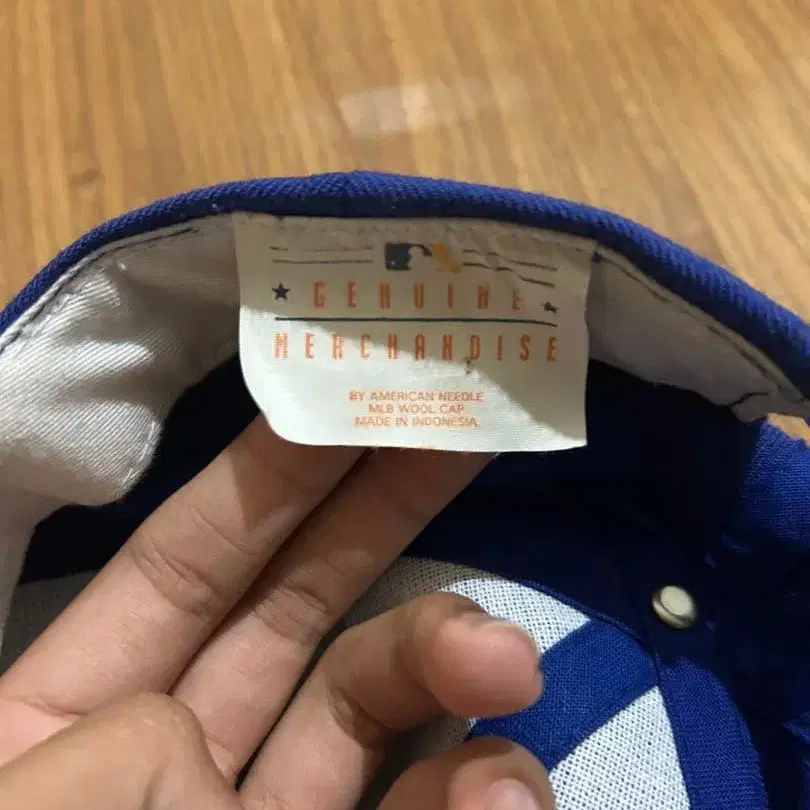 GENUINE
MERCHANDISE
BY AMERICAN NEEDLE
MLB WOOL CAP
MADE IN INDONESIA